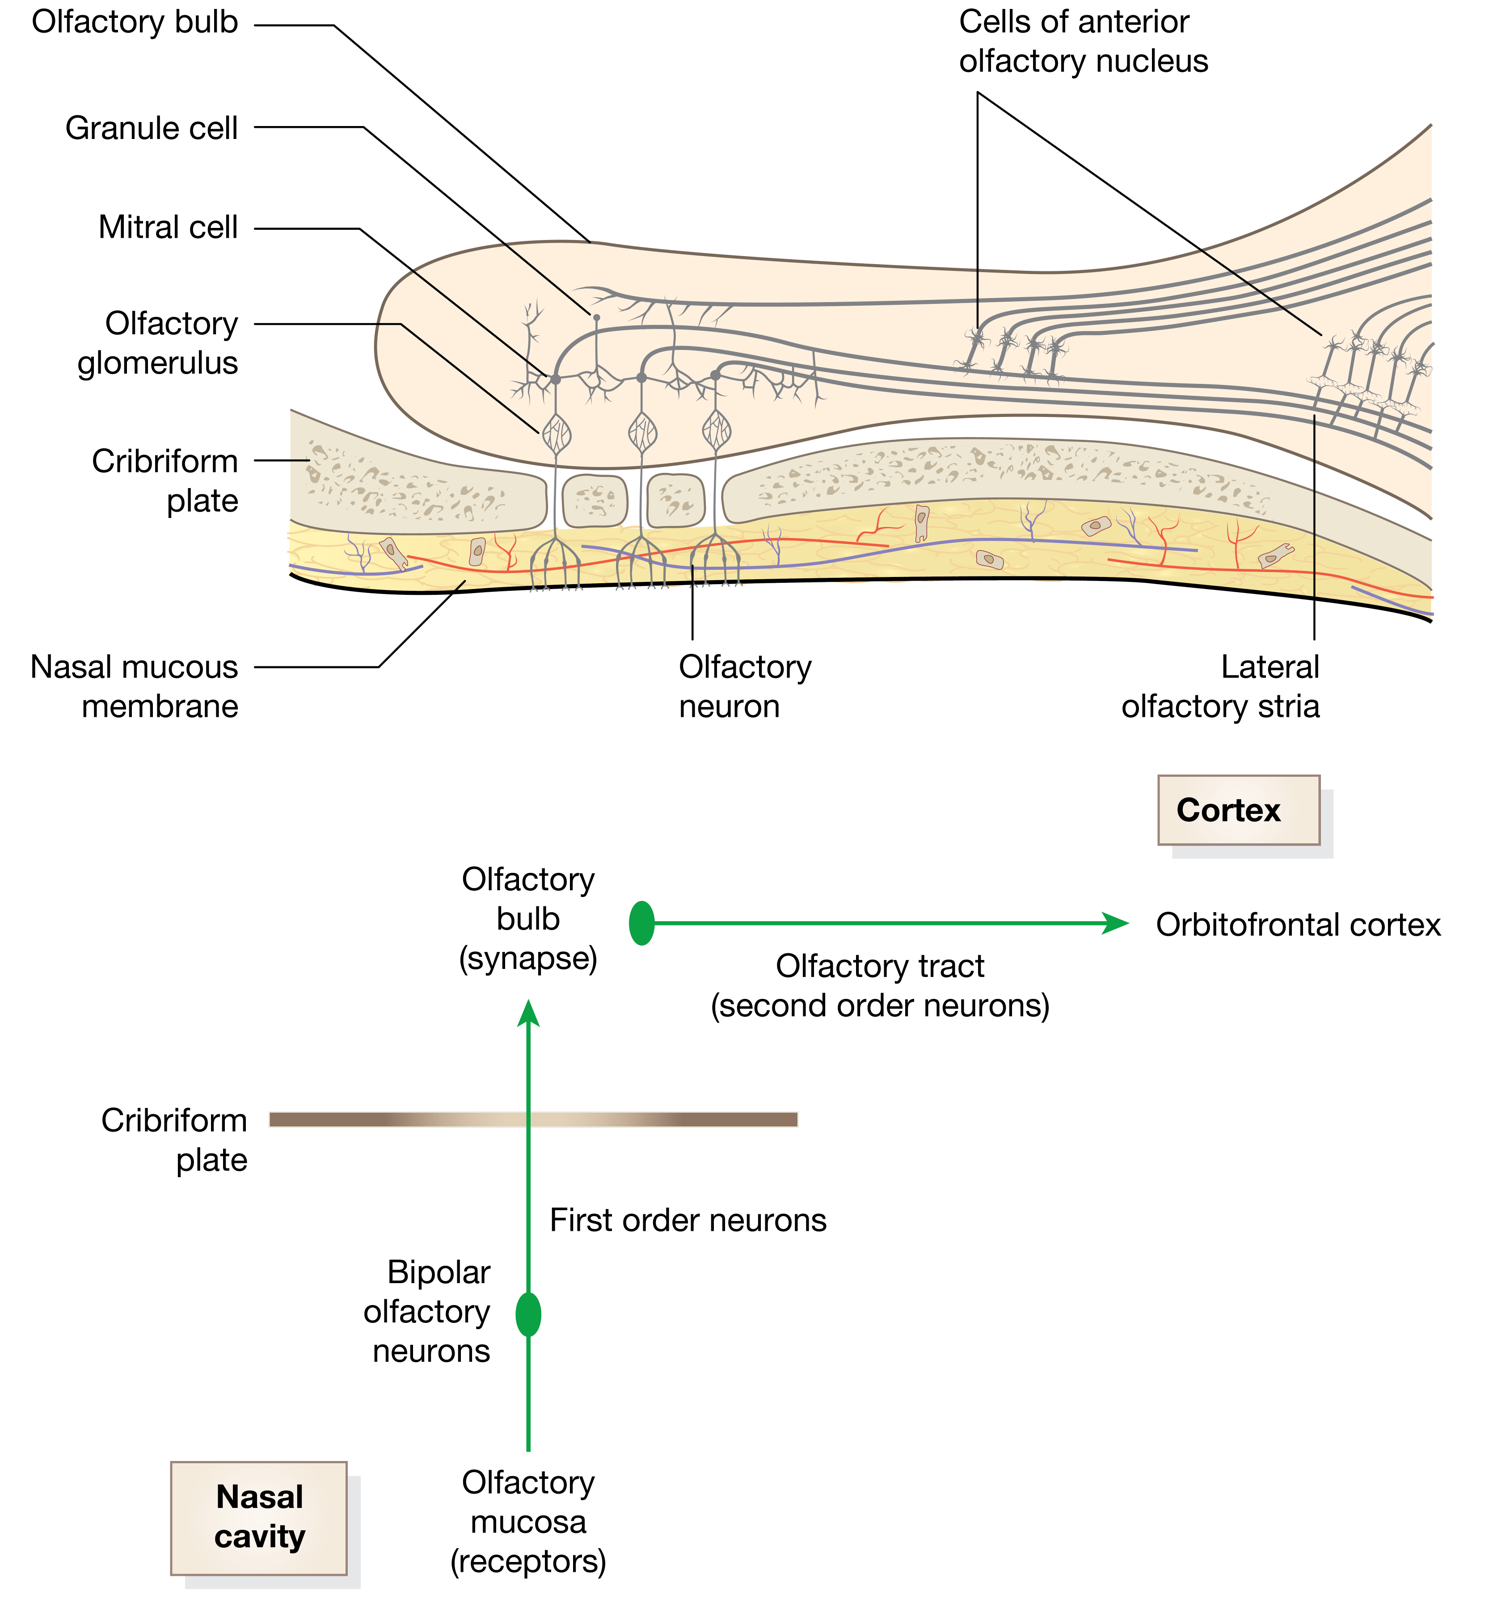 Olfactory bulb
Cells of anterior
olfactory nucleus
Granule cell
Mitral cell
Olfactory
glomerulus
Cribriform
plate
Nasal mucous
membrane
Olfactory
neuron
Lateral
olfactory stria
Cortex
Olfactory
bulb
(synapse)
Orbitofrontal cortex
Olfactory tract
(second order neurons)
Cribriform
plate
First order neurons
Bipolar
olfactory
neurons
Nasal
cavity
Olfactory
mucosa
(receptors)